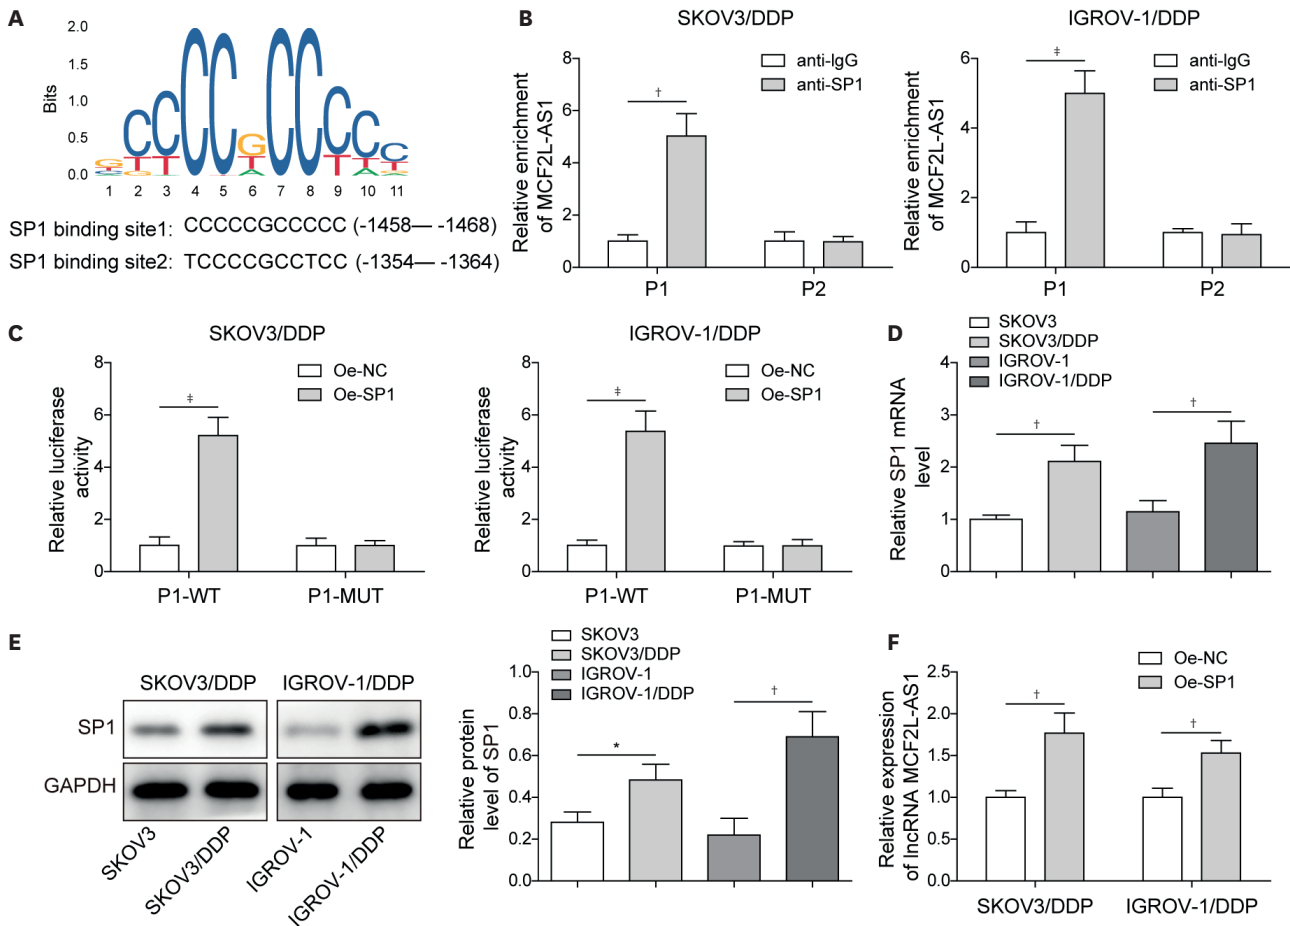 A
Bits
2.0
1.5
1.0
0.5
0.0
1 2 3 4 5 6 7 8 9 10 11
SP1 binding site1: CCCCCGCCCCC (-1458— -1468)
SP1 binding site2: TCCCCGCCTCC (-1354— -1364)
B
SKOV3/DDP
Relative enrichment
of MCF2L-AS1
8
6
4
2
0
anti-IgG
anti-SP1
†
P1 P2
IGROV-1/DDP
Relative enrichment
of MCF2L-AS1
6
4
2
0
anti-IgG
anti-SP1
‡
P1 P2
C
SKOV3/DDP
Relative luciferase
activity
8
6
4
2
0
Oe-NC
Oe-SP1
‡
P1-WT P1-MUT
IGROV-1/DDP
Relative luciferase
activity
8
6
4
2
0
Oe-NC
Oe-SP1
‡
P1-WT P1-MUT
D
SKOV3
SKOV3/DDP
IGROV-1
IGROV-1/DDP
Relative SP1 mRNA
level
4
3
2
1
0
†
†
E
SKOV3/DDP IGROV-1/DDP
SP1
GAPDH
SKOV3
SKOV3/DDP
IGROV-1
IGROV-1/DDP
SKOV3
SKOV3/DDP
IGROV-1
IGROV-1/DDP
Relative protein
level of SP1
1.0
0.8
0.6
0.4
0.2
0.0
*
†
F
Oe-NC
Oe-SP1
Relative expression
of lncRNA MCF2L-AS1
2.5
2.0
1.5
1.0
0.5
0.0
†
†
SKOV3/DDP IGROV-1/DDP